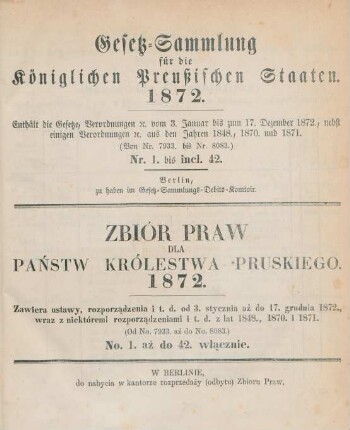 Gesetz-Sammlung
für die
Königlichen Preußischen Staaten.
1872.
Enthält die Gesetze, Verordnungen ꝛc. vom 3. Januar bis zum 17. Dezember 1872., nebst
einigen Verordnungen ꝛc. aus den Jahren 1848., 1870. und 1871.
(Von Nr. 7933. bis Nr. 8083.)
Nr. 1. bis incl. 42.
Berlin,
zu haben im Gesetz-Sammlungs-Debits-Komtoir.
ZBIÓR PRAW
DLA
PAŃSTW KRÓLESTWA PRUSKIEGO.
1872.
Zawiera ustawy, rozporządzenia i t. d. od 3. stycznia aż do 17. grudnia 1872.,
wraz z niektóremi rozporządzeniami i t. d. z lat 1848., 1870. i 1871.
(Od No. 7933. aż do No. 8083.)
No. 1. aż do 42. włącznie.
W BERLINIE,
do nabycia w kantorze rozprzedaży (odbytu) Zbioru Praw.